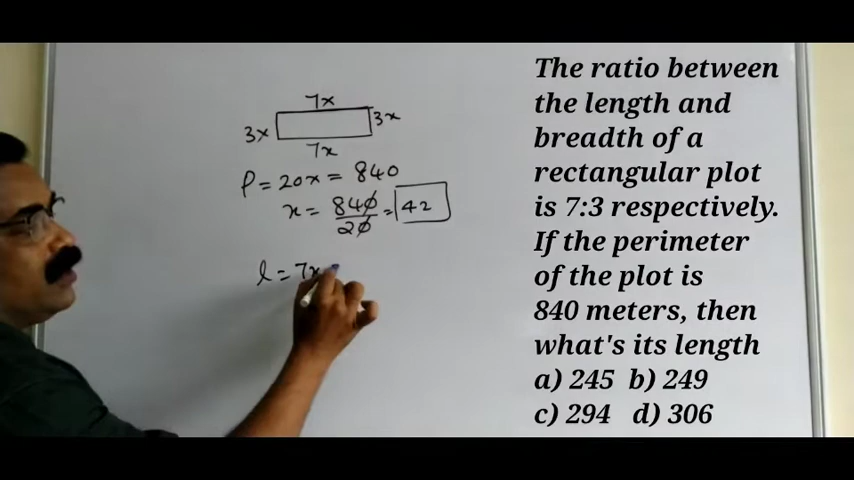 7x
3x 3x
7x
P = 20x = 840
x = 840/20 = 42
l = 7x
The ratio between
the length and
breadth of a
rectangular plot
is 7:3 respectively.
If the perimeter
of the plot is
840 meters, then
what's its length
a) 245 b) 249
c) 294 d) 306